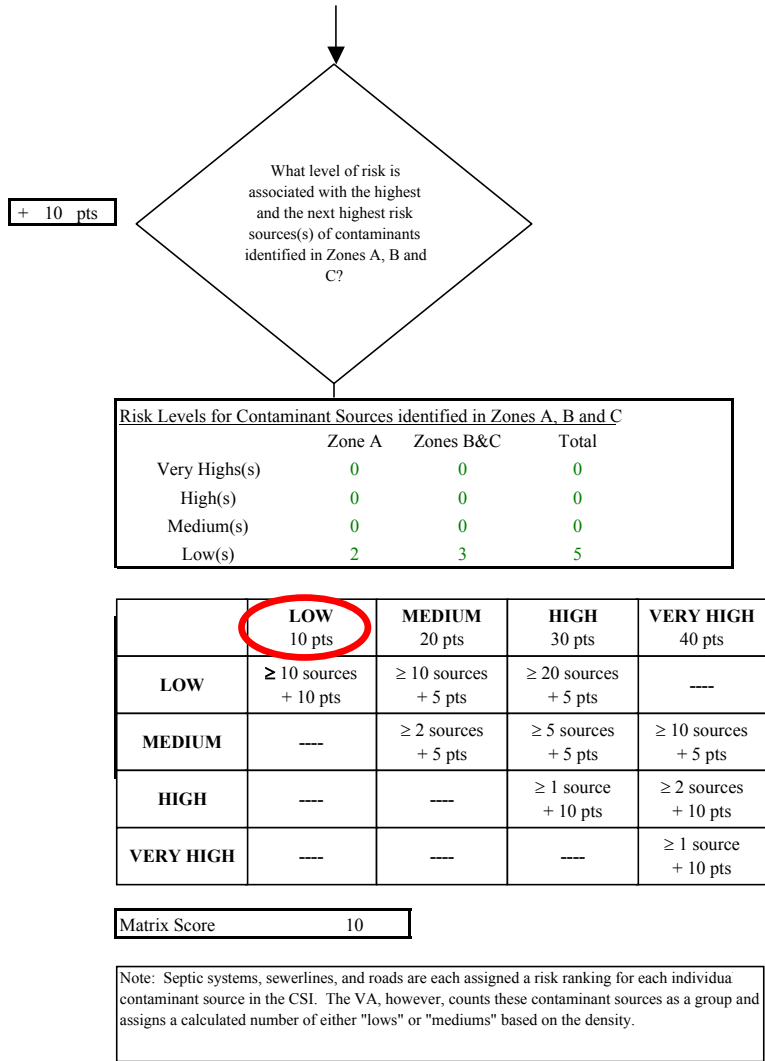 What level of risk is
associated with the highest
and the next highest risk
sources(s) of contaminants
identified in Zones A, B and
C?
+ 10 pts
Risk Levels for Contaminant Sources identified in Zones A, B and C
Zone A Zones B&C Total
Very Highs(s) 0 0 0
High(s) 0 0 0
Medium(s) 0 0 0
Low(s) 2 3 5
LOW MEDIUM HIGH VERY HIGH
10 pts 20 pts 30 pts 40 pts
LOW ≥ 10 sources ≥ 10 sources ≥ 20 sources ----
+ 10 pts + 5 pts + 5 pts
MEDIUM ---- ≥ 2 sources ≥ 5 sources ≥ 10 sources
+ 5 pts + 5 pts + 5 pts
HIGH ---- ---- ≥ 1 source ≥ 2 sources
+ 10 pts + 10 pts
VERY HIGH ---- ---- ---- ≥ 1 source
+ 10 pts
Matrix Score 10
Note: Septic systems, sewerlines, and roads are each assigned a risk ranking for each individua
contaminant source in the CSI. The VA, however, counts these contaminant sources as a group and
assigns a calculated number of either "lows" or "mediums" based on the density.